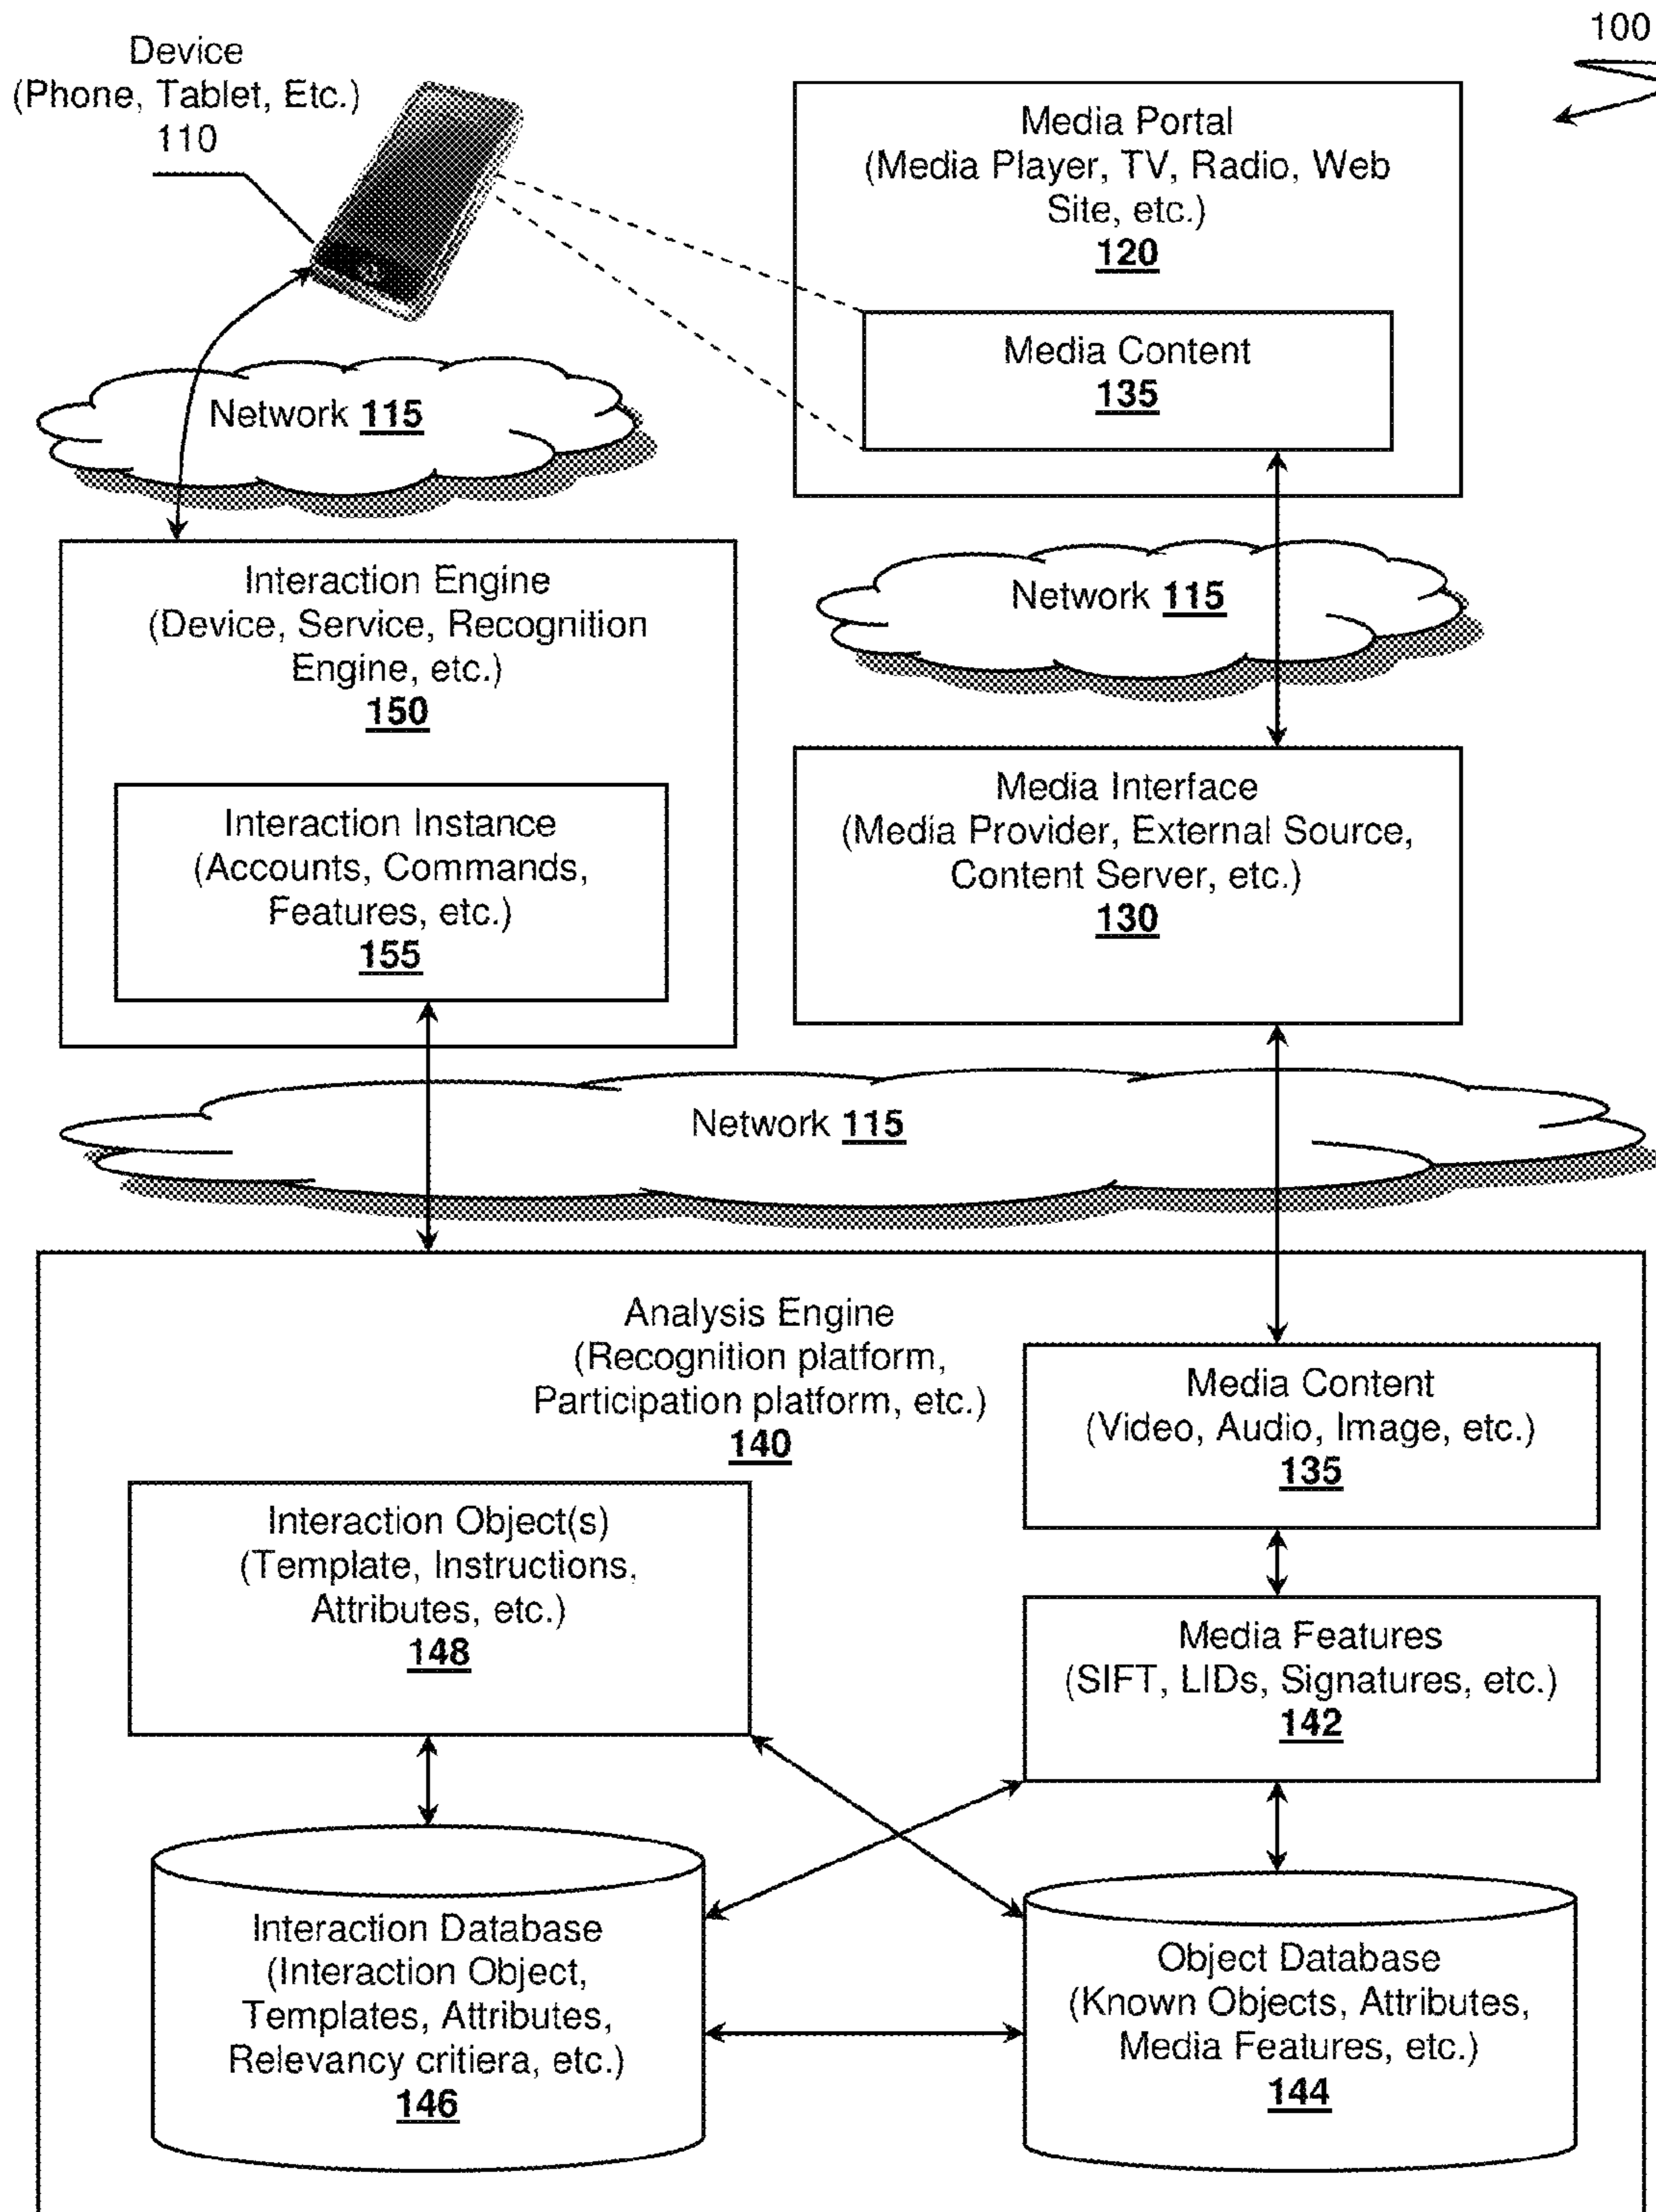 100
Device
(Phone, Tablet, Etc.)
110
Media Portal
(Media Player, TV, Radio, Web
Site, etc.)
120
Media Content
135
Network 115
Network 115
Interaction Engine
(Device, Service, Recognition
Engine, etc.)
150
Interaction Instance
(Accounts, Commands,
Features, etc.)
155
Media Interface
(Media Provider, External Source,
Content Server, etc.)
130
Network 115
Analysis Engine
(Recognition platform,
Participation platform, etc.)
140
Media Content
(Video, Audio, Image, etc.)
135
Interaction Object(s)
(Template, Instructions,
Attributes, etc.)
148
Media Features
(SIFT, LIDs, Signatures, etc.)
142
Interaction Database
(Interaction Object,
Templates, Attributes,
Relevancy critiera, etc.)
146
Object Database
(Known Objects, Attributes,
Media Features, etc.)
144